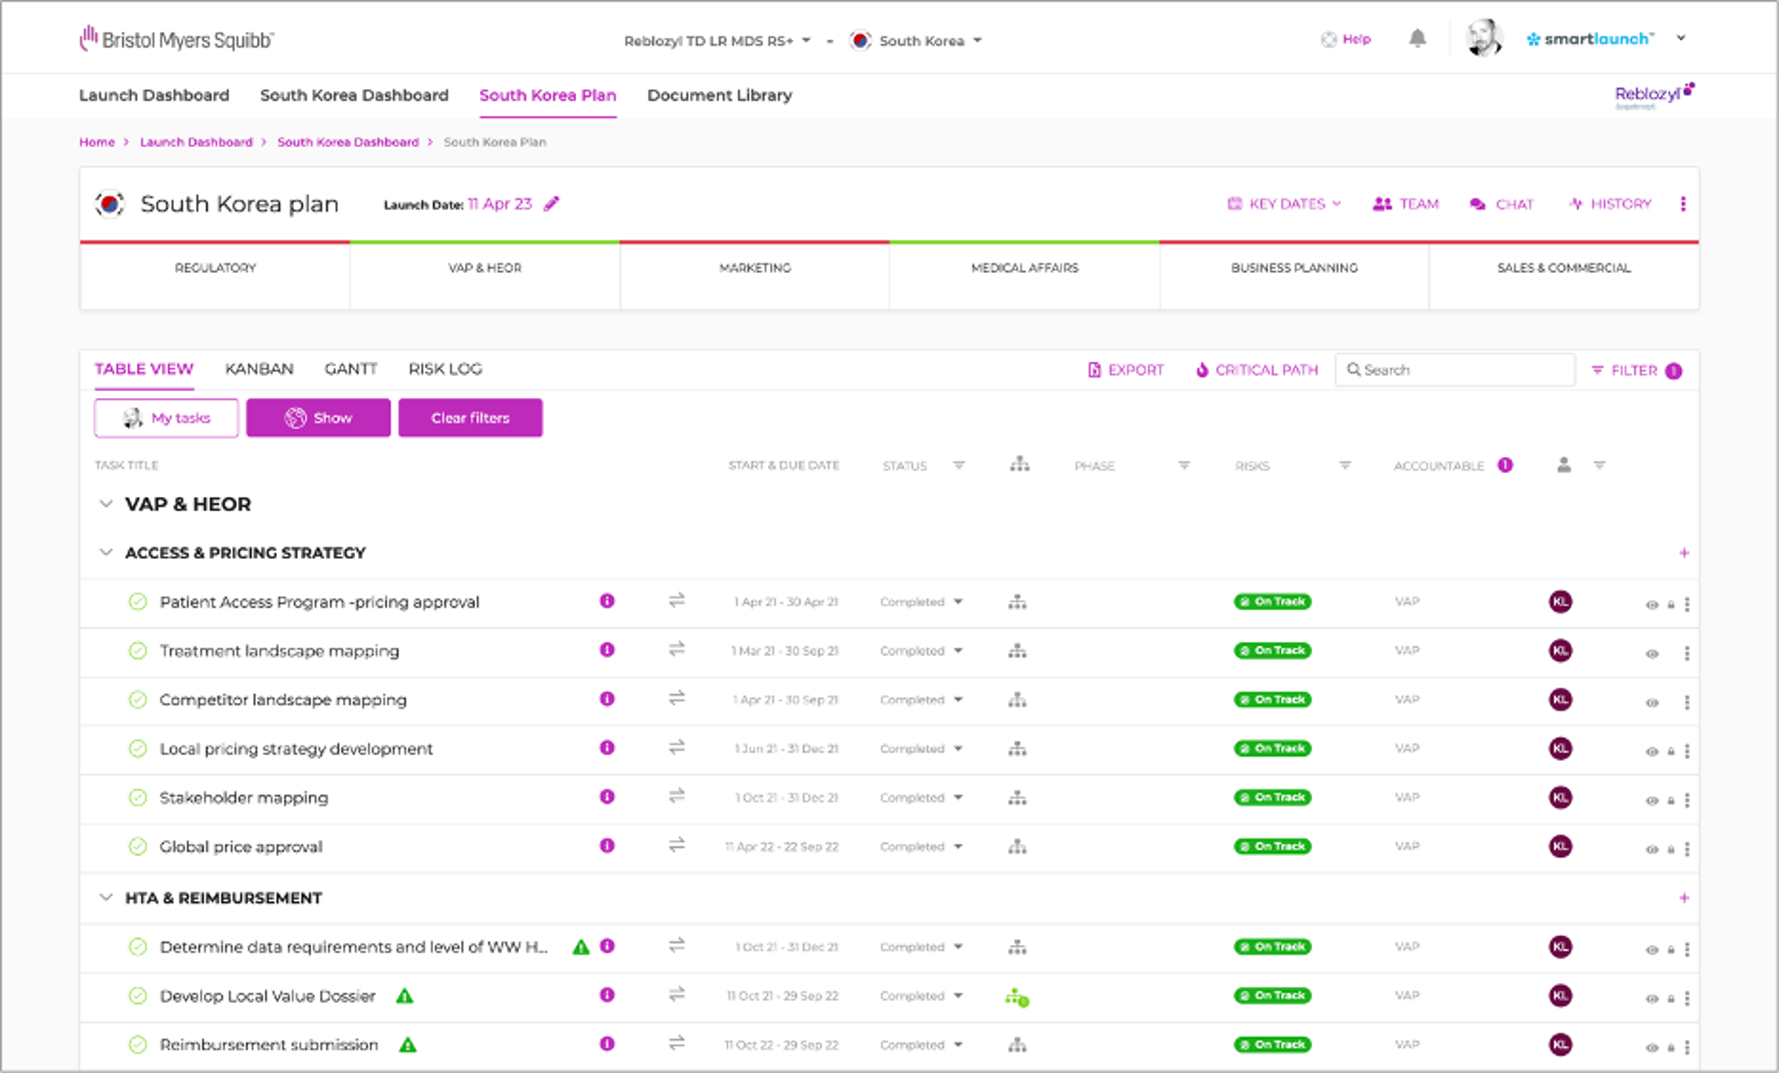 Bristol Myers Squibb™
Reblozyl TD LR MDS RS+ - South Korea
Help
smartlaunch™
Launch Dashboard South Korea Dashboard South Korea Plan Document Library
Reblozyl
Home > Launch Dashboard > South Korea Dashboard > South Korea Plan
South Korea plan Launch Date: 11 Apr 23 KEY DATES TEAM CHAT HISTORY
REGULATORY VAP & HEOR MARKETING MEDICAL AFFAIRS BUSINESS PLANNING SALES & COMMERCIAL
TABLE VIEW KANBAN GANTT RISK LOG EXPORT CRITICAL PATH Search FILTER 1
My tasks Show Clear filters
TASK TITLE START & DUE DATE STATUS PHASE RISKS ACCOUNTABLE 1
VAP & HEOR
ACCESS & PRICING STRATEGY +
Patient Access Program -pricing approval 1 Apr 21 - 30 Apr 21 Completed On Track VAP KL
Treatment landscape mapping 1 Mar 21 - 30 Sep 21 Completed On Track VAP KL
Competitor landscape mapping 1 Apr 21 - 30 Sep 21 Completed On Track VAP KL
Local pricing strategy development 1 Jun 21 - 31 Dec 21 Completed On Track VAP KL
Stakeholder mapping 1 Oct 21 - 31 Dec 21 Completed On Track VAP KL
Global price approval 11 Apr 22 - 22 Sep 22 Completed On Track VAP KL
HTA & REIMBURSEMENT +
Determine data requirements and level of WW H... 1 Oct 21 - 31 Dec 21 Completed On Track VAP KL
Develop Local Value Dossier 11 Oct 21 - 29 Sep 22 Completed On Track VAP KL
Reimbursement submission 11 Oct 22 - 29 Sep 22 Completed On Track VAP KL